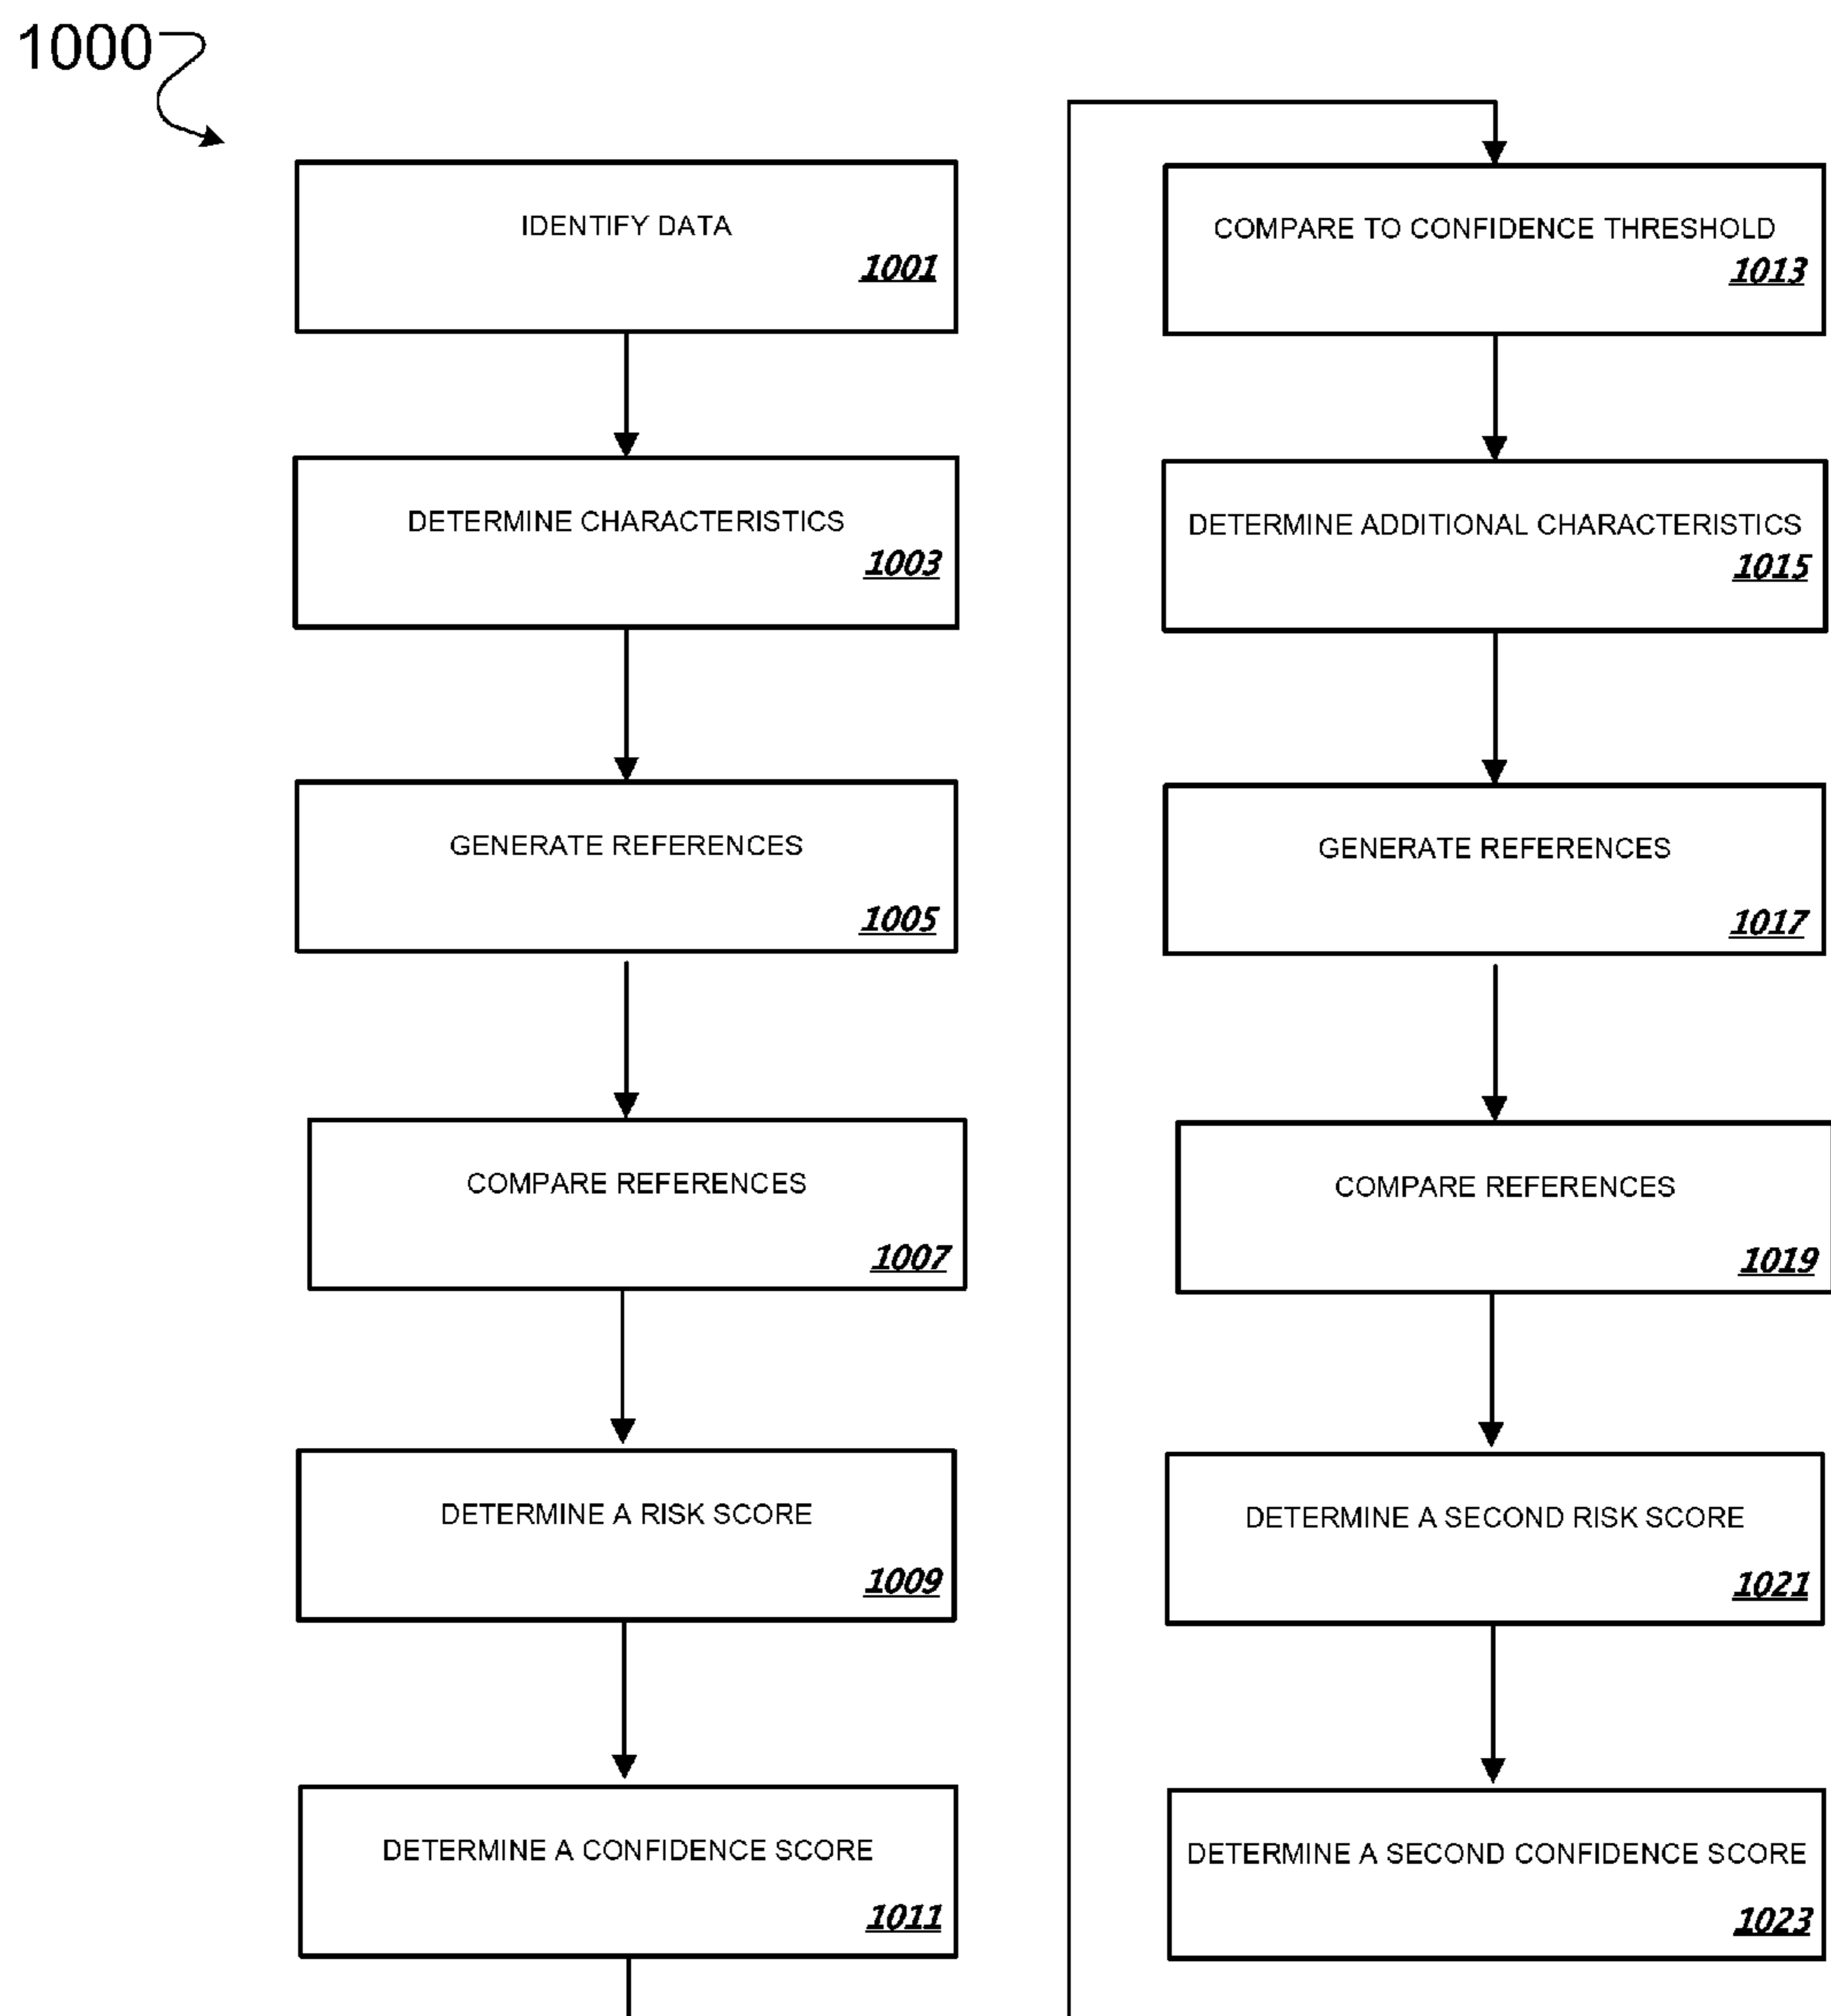 1000
IDENTIFY DATA
1001
DETERMINE CHARACTERISTICS
1003
GENERATE REFERENCES
1005
COMPARE REFERENCES
1007
DETERMINE A RISK SCORE
1009
DETERMINE A CONFIDENCE SCORE
1011
COMPARE TO CONFIDENCE THRESHOLD
1013
DETERMINE ADDITIONAL CHARACTERISTICS
1015
GENERATE REFERENCES
1017
COMPARE REFERENCES
1019
DETERMINE A SECOND RISK SCORE
1021
DETERMINE A SECOND CONFIDENCE SCORE
1023